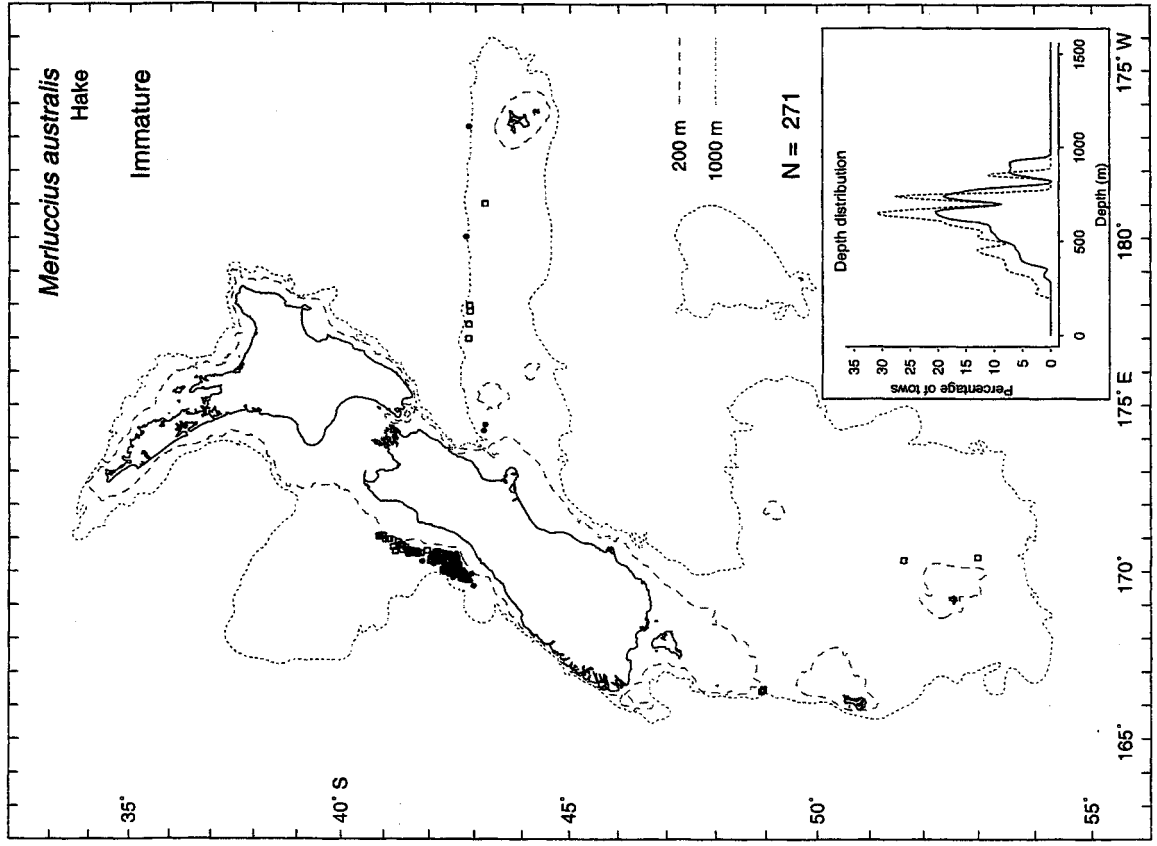 Merluccius australis
Hake
Immature
200 m
1000 m
N = 271
Depth distribution
Percentage of tows
35
30
25
20
15
10
5
0
0
500
1000
1500
Depth (m)
35°
40° S
45°
50°
55°
165°
170°
175° E
180°
175° W